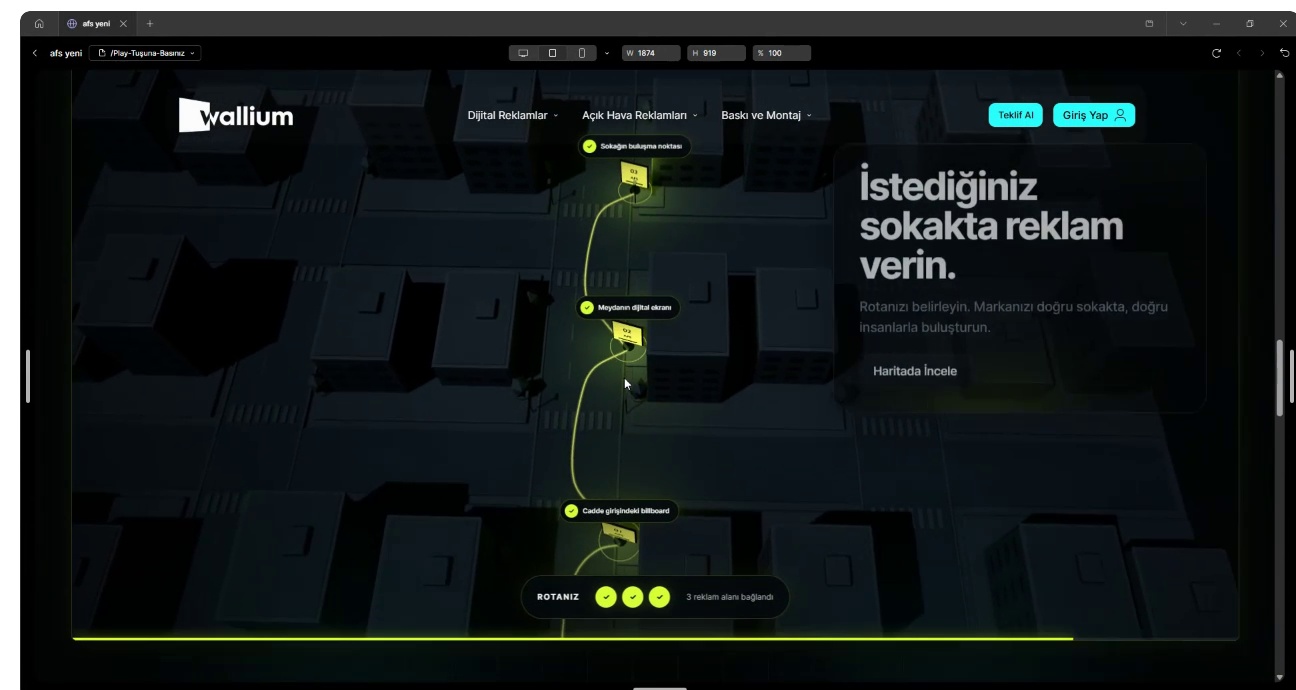 afs yeni
afs yeni
/Play-Tuşuna-Basınız
W 1874
H 919
% 100
wallium
Dijital Reklamlar
Açık Hava Reklamları
Baskı ve Montaj
Teklif Al
Giriş Yap
Sokağın buluşma noktası
03
İstediğiniz
sokakta reklam
verin.
Rotanızı belirleyin. Markanızı doğru sokakta, doğru
insanlarla buluşturun.
Haritada İncele
Meydanın dijital ekranı
02
Cadde girişindeki billboard
ROTANIZ
3 reklam alanı bağlandı